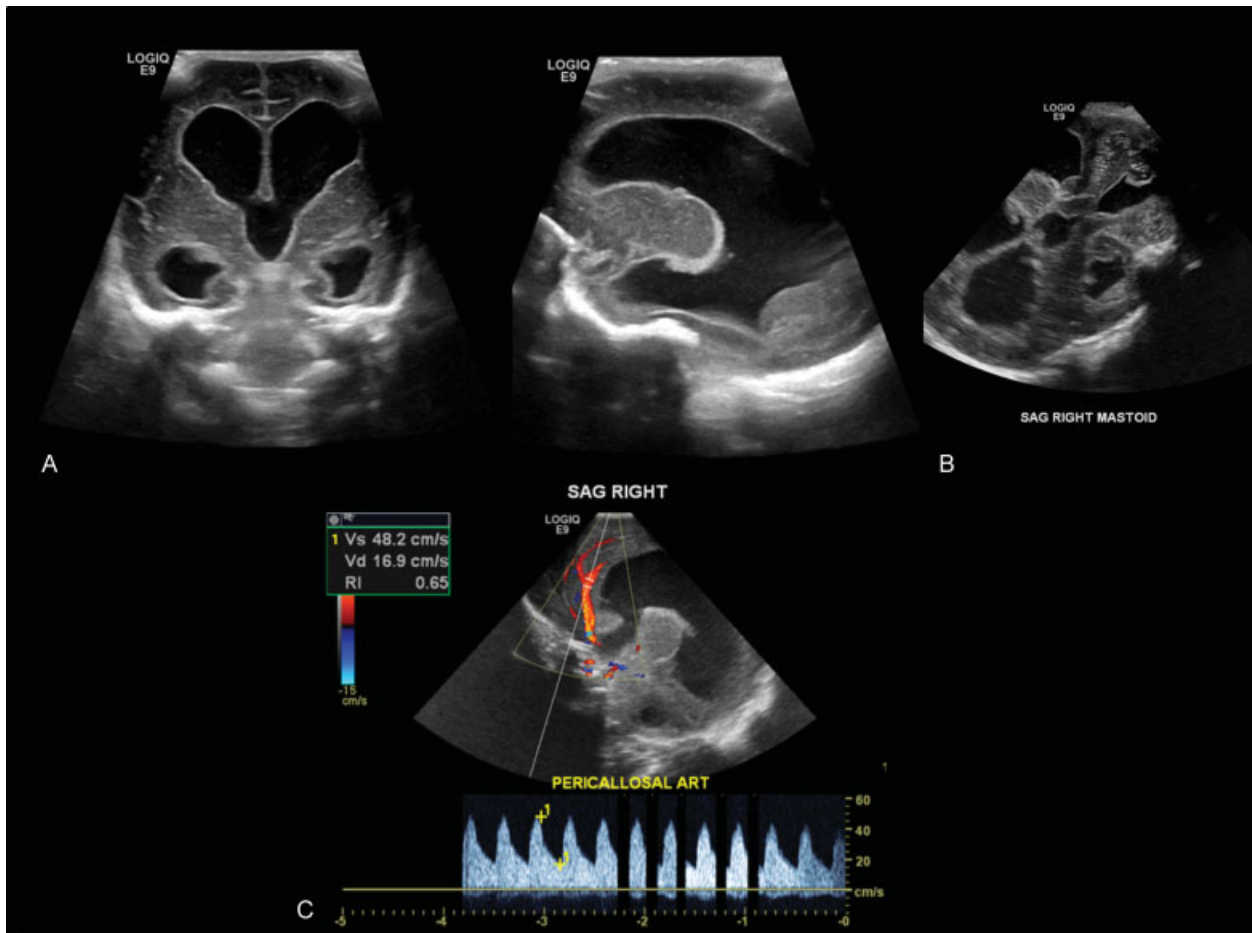 LOGIQ
E9
LOGIQ
E9
LOGIQ
E9
SAG RIGHT MASTOID
A
B
SAG RIGHT
LOGIQ
E9
1 Vs 48.2 cm/s
Vd 16.9 cm/s
RI 0.65
-15
cm/s
PERICALLOSAL ART
1
1
60
40
20
cm/s
C
-5 -4 -3 -2 -1 -0